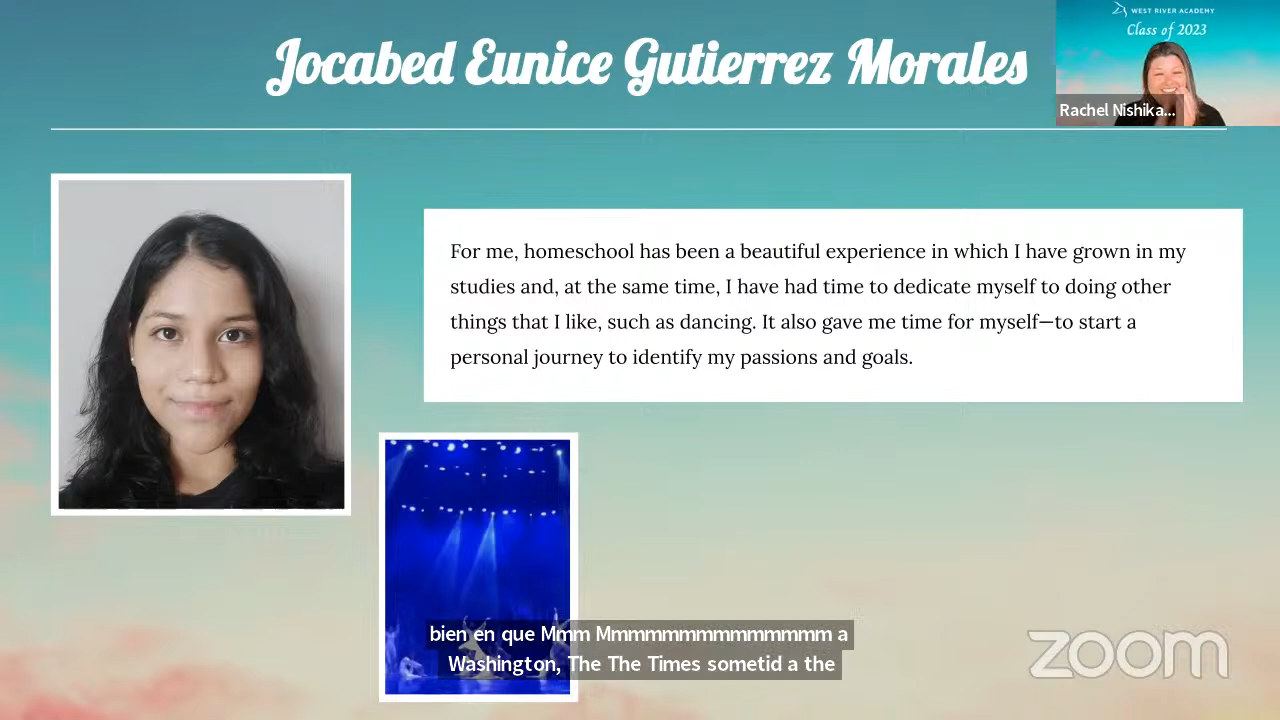 Jocabed Eunice Gutierrez Morales
WEST RIVER ACADEMY
Class of 2023
Rachel Nishika...
For me, homeschool has been a beautiful experience in which I have grown in my
studies and, at the same time, I have had time to dedicate myself to doing other
things that I like, such as dancing. It also gave me time for myself—to start a
personal journey to identify my passions and goals.
bien en que Mmm Mmmmmmmmmmmmmmm a
Washington, The The Times sometid a the
zoom